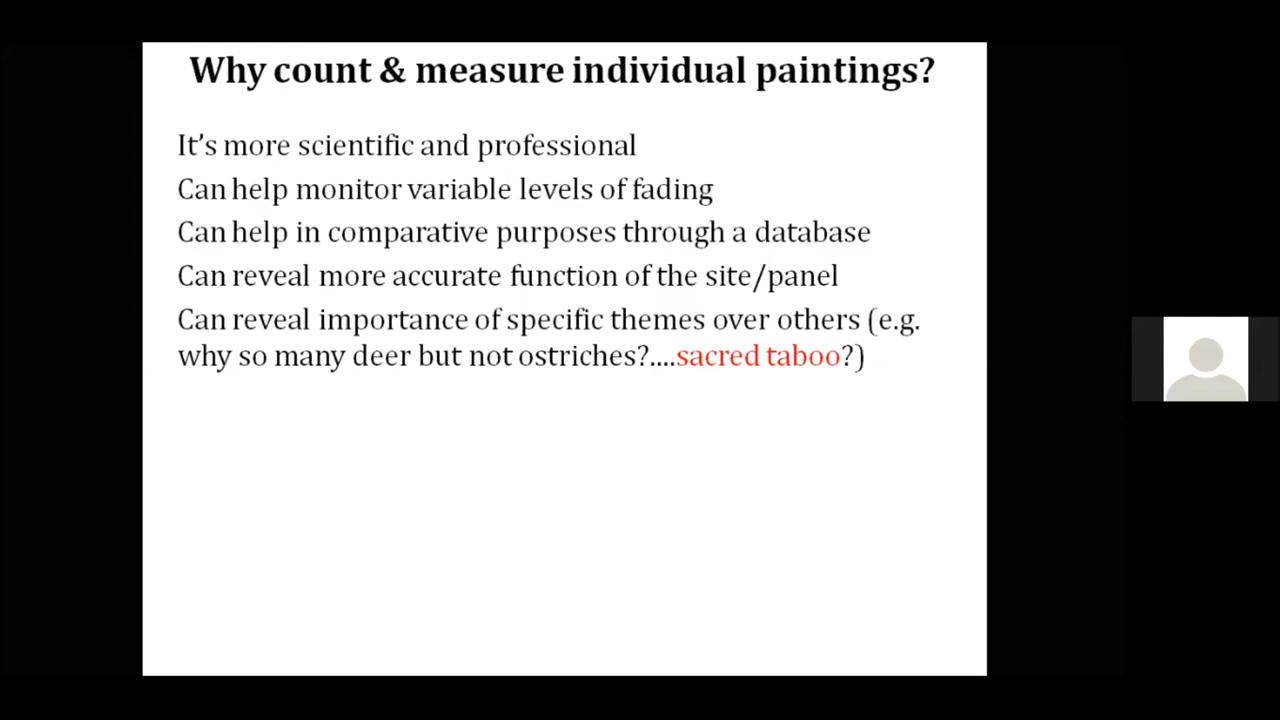 Why count & measure individual paintings?
It's more scientific and professional
Can help monitor variable levels of fading
Can help in comparative purposes through a database
Can reveal more accurate function of the site/panel
Can reveal importance of specific themes over others (e.g.
why so many deer but not ostriches?....sacred taboo?)